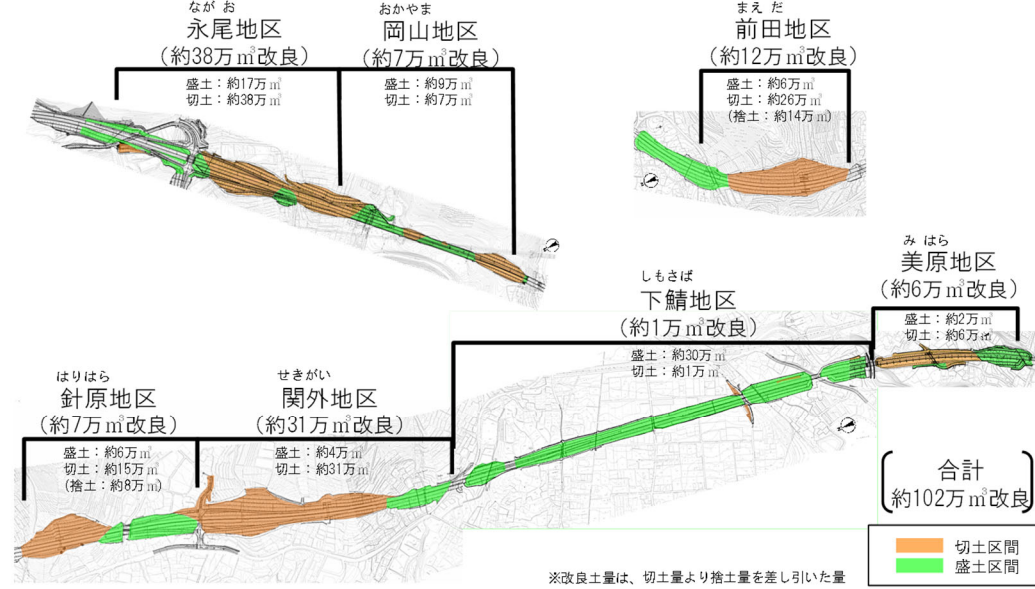 ながお
永尾地区
(約38万㎥改良)
盛土：約17万㎥
切土：約38万㎥
おかやま
岡山地区
(約7万㎥改良)
盛土：約9万㎥
切土：約7万㎥
まえだ
前田地区
(約12万㎥改良)
盛土：約6万㎥
切土：約26万㎥
(捨土：約14万㎥)
みはら
美原地区
(約6万㎥改良)
盛土：約2万㎥
切土：約6万㎥
しもさば
下鯖地区
(約1万㎥改良)
盛土：約30万㎥
切土：約1万㎥
はりはら
針原地区
(約7万㎥改良)
盛土：約6万㎥
切土：約15万㎥
(捨土：約8万㎥)
せきがい
関外地区
(約31万㎥改良)
盛土：約4万㎥
切土：約31万㎥
合計
約102万㎥改良
切土区間
盛土区間
※改良土量は、切土量より捨土量を差し引いた量